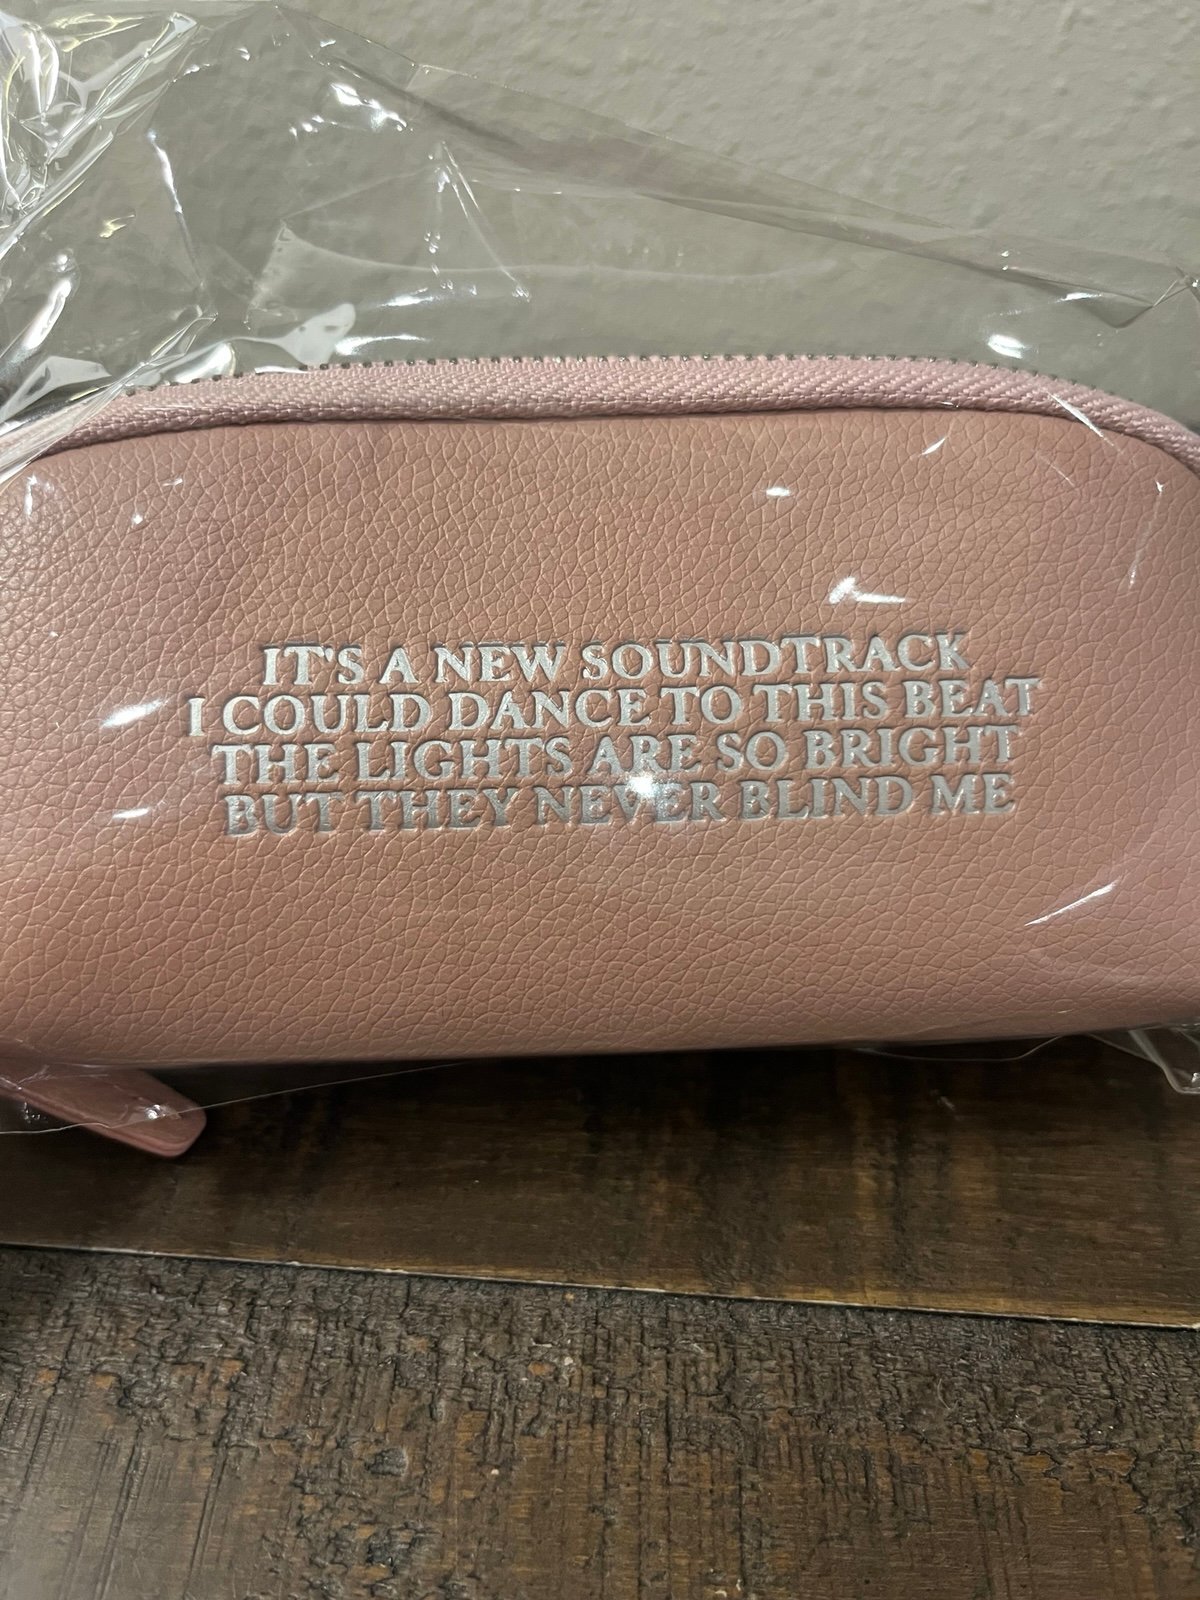 IT'S A NEW SOUNDTRACK
I COULD DANCE TO THIS BEAT
THE LIGHTS ARE SO BRIGHT
BUT THEY NEVER BLIND ME